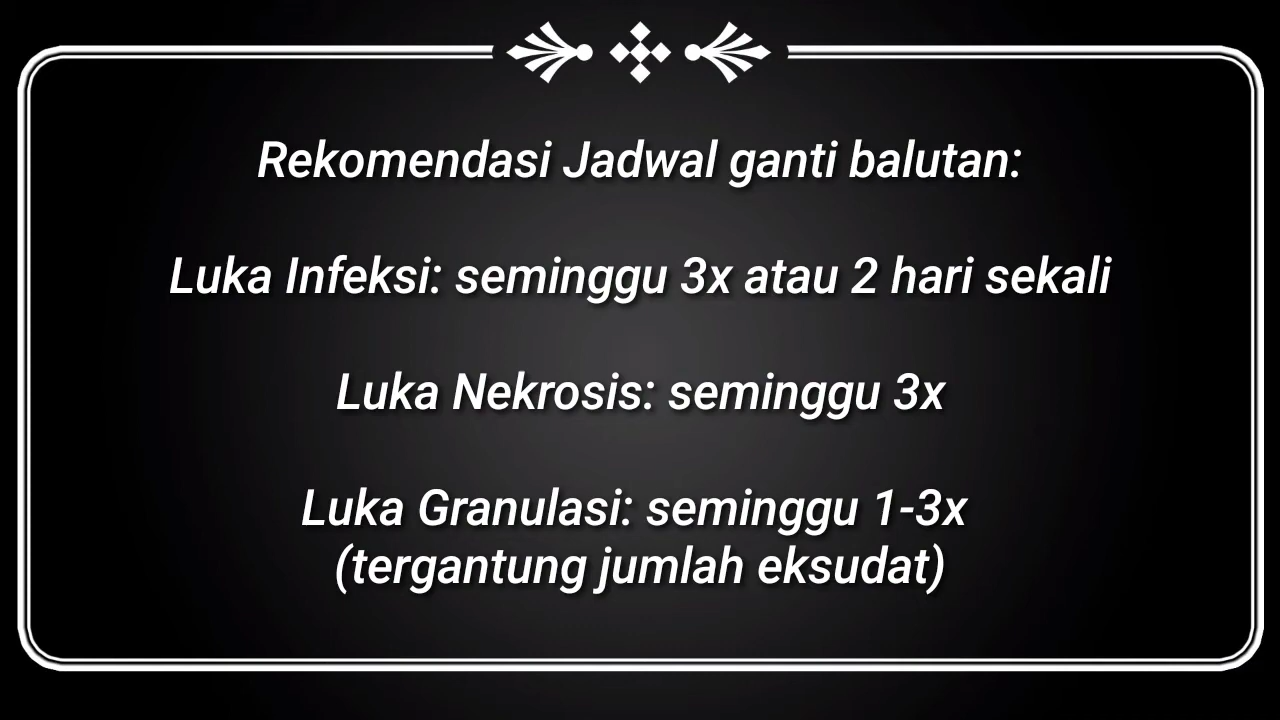 Rekomendasi Jadwal ganti balutan:
Luka Infeksi: seminggu 3x atau 2 hari sekali
Luka Nekrosis: seminggu 3x
Luka Granulasi: seminggu 1-3x
(tergantung jumlah eksudat)